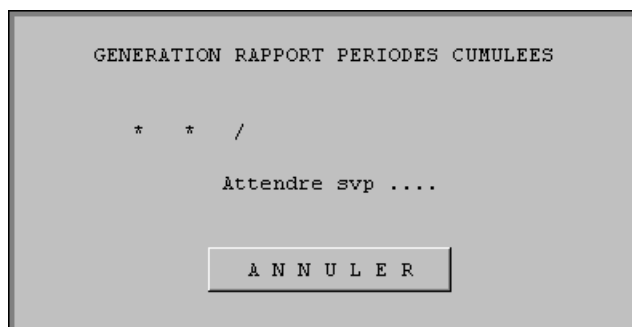 GENERATION RAPPORT PERIODES CUMULEES
* * /
Attendre svp ....
A N N U L E R